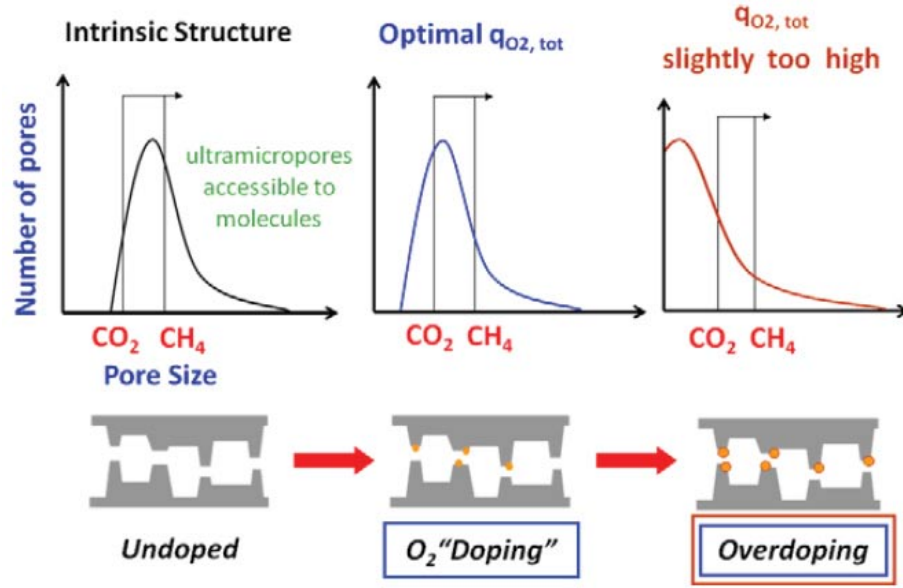 Intrinsic Structure
Optimal qO2, tot
qO2, tot
slightly too high
Number of pores
ultramicropores
accessible to
molecules
CO2 CH4
CO2 CH4
CO2 CH4
Pore Size
Undoped
O2“Doping”
Overdoping